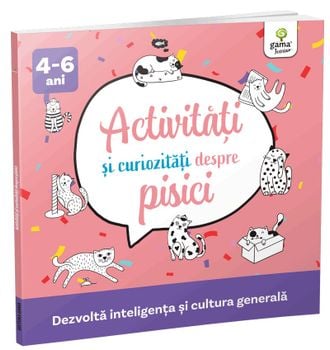 4-6
ani
gama
junior
Activități
și curiozități despre
pisici
Dezvoltă inteligența și cultura generală